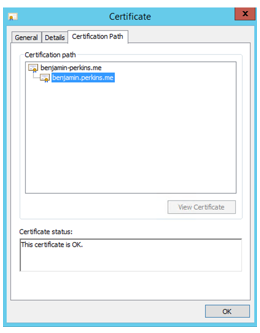 Certificate
x
General Details Certification Path
Certification path
benjamin-perkins.me
benjamin.perkins.me
View Certificate
Certificate status:
This certificate is OK.
OK